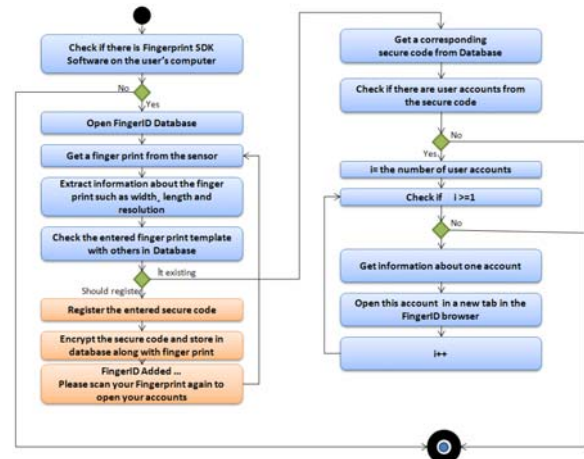 Check if there is Fingerprint SDK
Software on the user's computer
No
Yes
Open FingerID Database
Get a finger print from the sensor
Extract information about the finger
print such as width, length and
resolution
Check the entered finger print template
with others in Database
It existing
Should register
Register the entered secure code
Encrypt the secure code and store in
database along with finger print
FingerID Added ...
Please scan your Fingerprint again to
open your accounts
Get a corresponding
secure code from Database
Check if there are user accounts from
the secure code
No
Yes
i= the number of user accounts
Check if i >=1
No
Get information about one account
Open this account in a new tab in the
FingerID browser
i++